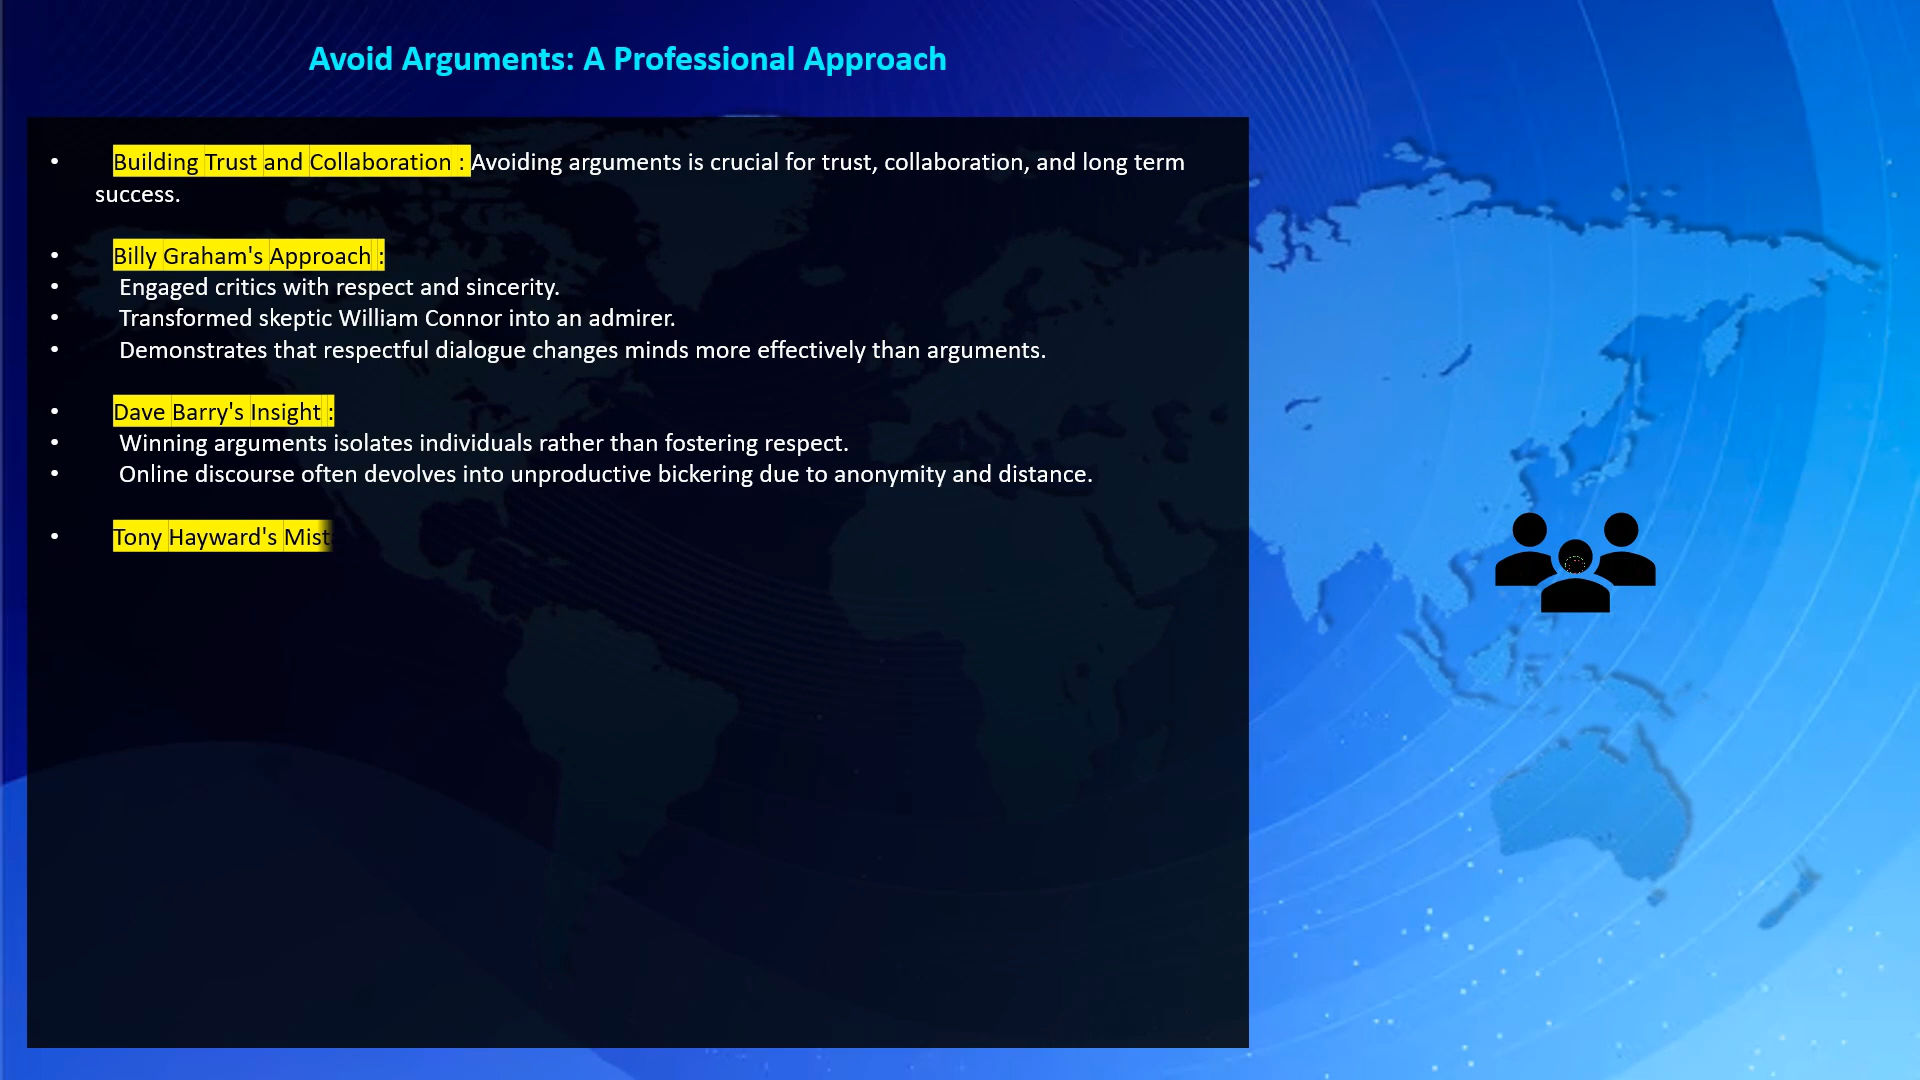 Avoid Arguments: A Professional Approach
• Building Trust and Collaboration : Avoiding arguments is crucial for trust, collaboration, and long term
success.
• Billy Graham's Approach :
• Engaged critics with respect and sincerity.
• Transformed skeptic William Connor into an admirer.
• Demonstrates that respectful dialogue changes minds more effectively than arguments.
• Dave Barry's Insight :
• Winning arguments isolates individuals rather than fostering respect.
• Online discourse often devolves into unproductive bickering due to anonymity and distance.
• Tony Hayward's